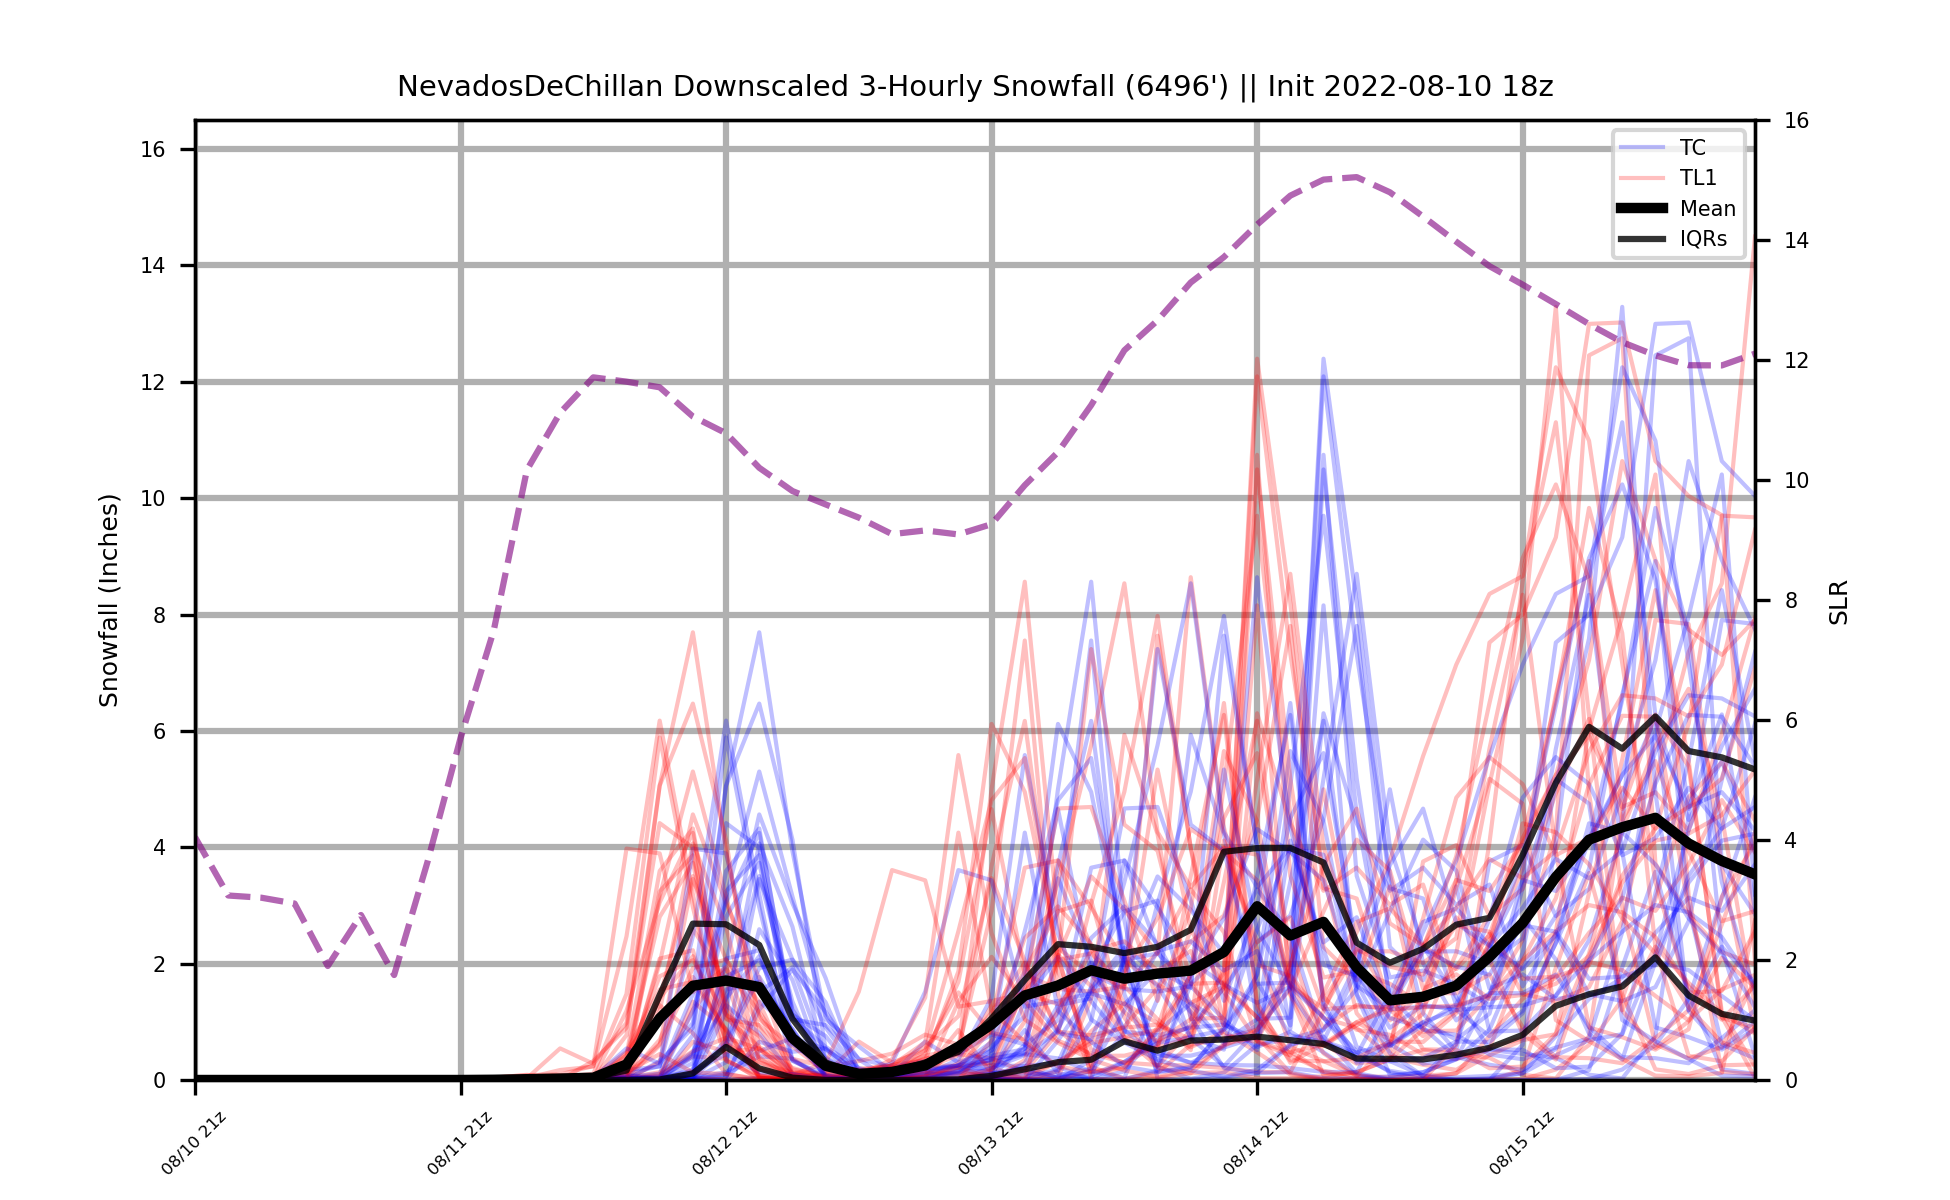 NevadosDeChillan Downscaled 3-Hourly Snowfall (6496') || Init 2022-08-10 18z
TC
TL1
Mean
IQRs
Snowfall (Inches)
16
14
12
10
8
6
4
2
0
SLR
16
14
12
10
8
6
4
2
0
08/10 21z
08/11 21z
08/12 21z
08/13 21z
08/14 21z
08/15 21z